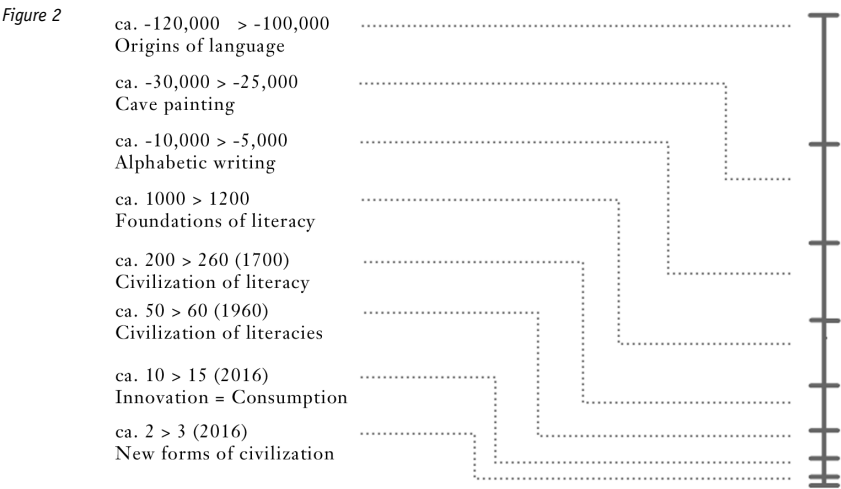 Figure 2
ca. -120,000 > -100,000
Origins of language
ca. -30,000 > -25,000
Cave painting
ca. -10,000 > -5,000
Alphabetic writing
ca. 1000 > 1200
Foundations of literacy
ca. 200 > 260 (1700)
Civilization of literacy
ca. 50 > 60 (1960)
Civilization of literacies
ca. 10 > 15 (2016)
Innovation = Consumption
ca. 2 > 3 (2016)
New forms of civilization